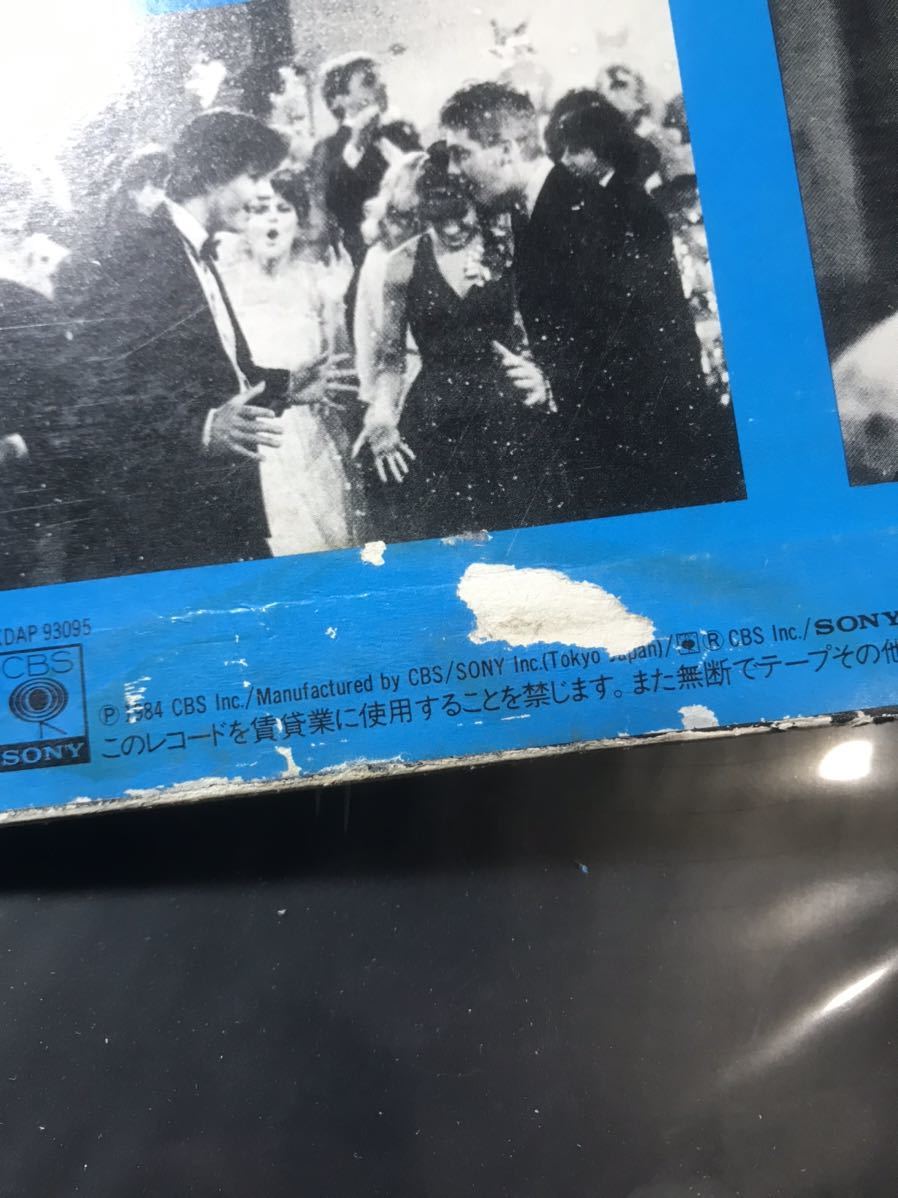 XDAP 93095
CBS
SONY
Ⓟ 1984 CBS Inc./Manufactured by CBS/SONY Inc.(Tokyo Japan)/ Ⓡ CBS Inc./SONY
このレコードを賃貸業に使用することを禁じます。また無断でテープその他